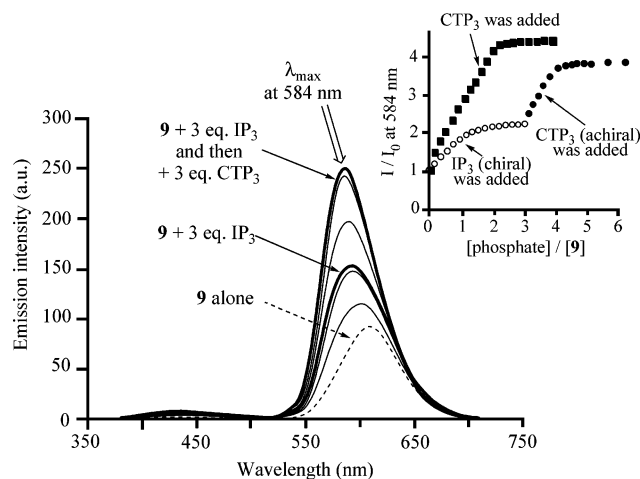 CTP3 was added
λmax
at 584 nm
9 + 3 eq. IP3
and then
+ 3 eq. CTP3
9 + 3 eq. IP3
9 alone
Emission intensity (a.u.)
300
250
200
150
100
50
0
350
450
550
650
750
Wavelength (nm)
I / I0 at 584 nm
4
3
2
1
0
0
1
2
3
4
5
6
[phosphate] / [9]
IP3 (chiral)
was added
CTP3 (achiral)
was added